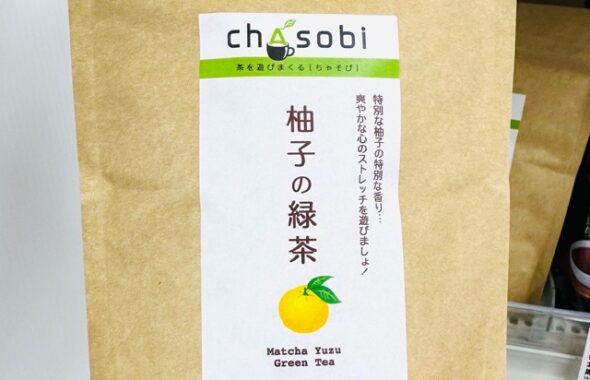 chAsobi
茶を遊びまくる[ちゃそび]
特別な柚子の特別な香り…
爽やかな心のストレッチを遊びましょ！
柚子の緑茶
Matcha Yuzu
Green Tea